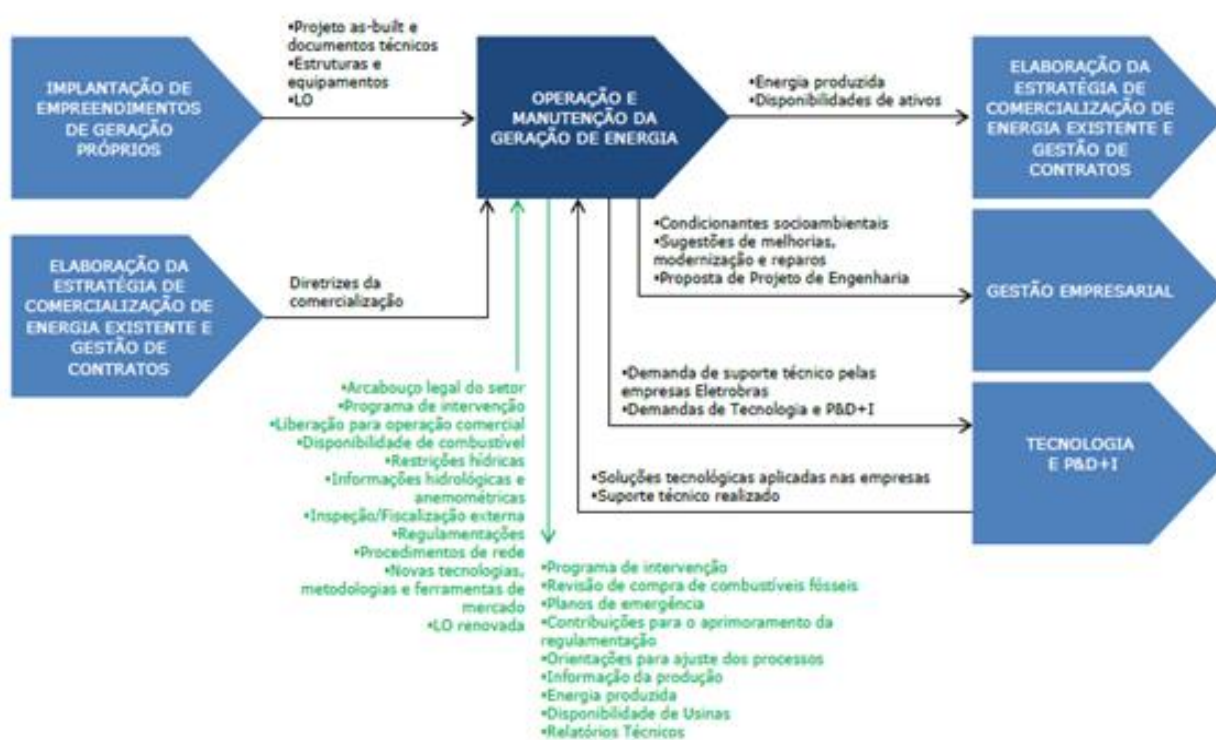 •Projeto as-built e
documentos técnicos
•Estruturas e
equipamentos
•LO
IMPLANTAÇÃO DE
EMPREENDIMENTOS
DE GERAÇÃO
PRÓPRIOS
OPERAÇÃO E
MANUTENÇÃO DA
GERAÇÃO DE ENERGIA
•Energia produzida
•Disponibilidades de ativos
ELABORAÇÃO DA
ESTRATÉGIA DE
COMERCIALIZAÇÃO DE
ENERGIA EXISTENTE E
GESTÃO DE
CONTRATOS
ELABORAÇÃO DA
ESTRATÉGIA DE
COMERCIALIZAÇÃO DE
ENERGIA EXISTENTE E
GESTÃO DE
CONTRATOS
Diretrizes da
comercialização
•Condicionantes socioambientais
•Sugestões de melhorias,
modernização e reparos
•Proposta de Projeto de Engenharia
GESTÃO EMPRESARIAL
•Demanda de suporte técnico pelas
empresas Eletrobras
•Demandas de Tecnologia e P&D+I
TECNOLOGIA
E P&D+I
•Soluções tecnológicas aplicadas nas empresas
•Suporte técnico realizado
•Arcabouço legal do setor
•Programa de intervenção
•Liberação para operação comercial
•Disponibilidade de combustível
•Restrições hídricas
•Informações hidrológicas e
anemométricas
•Inspeção/Fiscalização externa
•Regulamentações
•Procedimentos de rede
•Novas tecnologias,
metodologias e ferramentas de
mercado
•LO renovada
•Programa de intervenção
•Revisão de compra de combustíveis fósseis
•Planos de emergência
•Contribuições para o aprimoramento da
regulamentação
•Orientações para ajuste dos processos
•Informação da produção
•Energia produzida
•Disponibilidade de Usinas
•Relatórios Técnicos